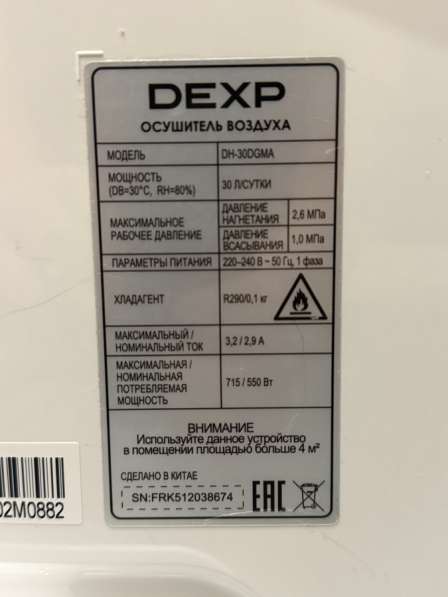 DEXP
ОСУШИТЕЛЬ ВОЗДУХА
МОДЕЛЬ DH-30DGMA
МОЩНОСТЬ
(DB=30°C, RH=80%) 30 Л/СУТКИ
МАКСИМАЛЬНОЕ
РАБОЧЕЕ ДАВЛЕНИЕ
ДАВЛЕНИЕ
НАГНЕТАНИЯ 2,6 МПа
ДАВЛЕНИЕ
ВСАСЫВАНИЯ 1,0 МПа
ПАРАМЕТРЫ ПИТАНИЯ 220–240 В ~ 50 Гц, 1 фаза
ХЛАДАГЕНТ R290/0,1 кг
МАКСИМАЛЬНЫЙ /
НОМИНАЛЬНЫЙ ТОК 3,2 / 2,9 А
МАКСИМАЛЬНАЯ /
НОМИНАЛЬНАЯ
ПОТРЕБЛЯЕМАЯ
МОЩНОСТЬ 715 / 550 Вт
ВНИМАНИЕ
Используйте данное устройство
в помещении площадью больше 4 м²
СДЕЛАНО В КИТАЕ
SN:FRK512038674
EAC
02M0882